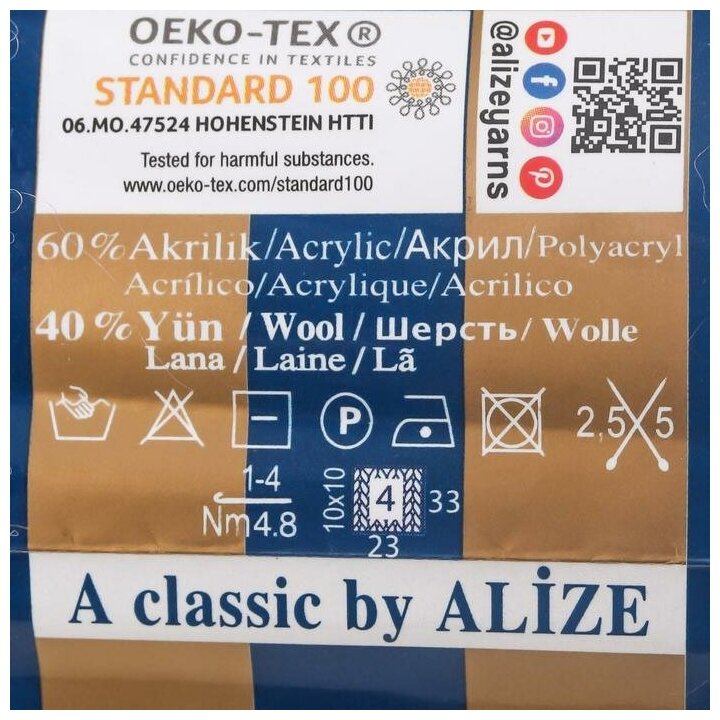 OEKO-TEX®
CONFIDENCE IN TEXTILES
STANDARD 100
06.MO.47524 HOHENSTEIN HTTI
Tested for harmful substances.
www.oeko-tex.com/standard100
@alizeyarns
60%Akrilik/Acrylic/Акрил/Polyacryl
Acrílico/Acrylique/Acrilico
40%Yün/Wool/Шерсть/Wolle
Lana/Laine/Lã
P
2,5 5
1-4
Nm4.8
10x10
4
33
23
A classic by ALİZE